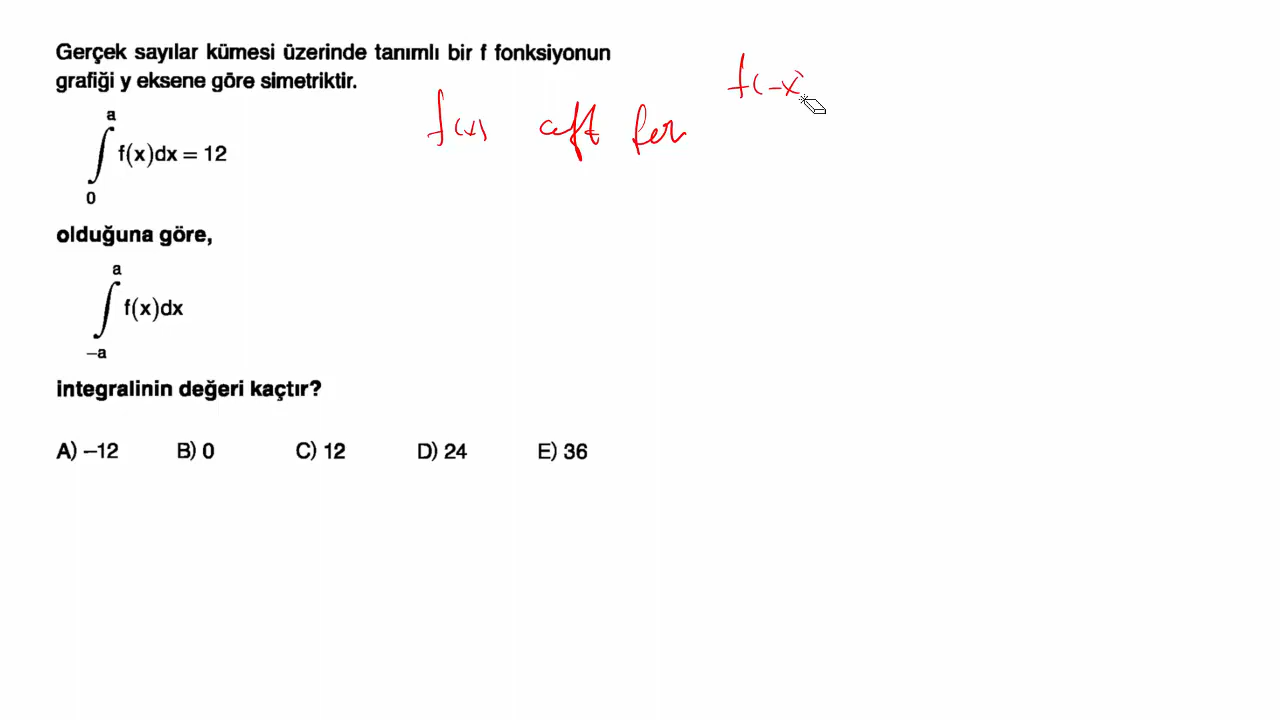 Gerçek sayılar kümesi üzerinde tanımlı bir f fonksiyonun
grafiği y eksene göre simetriktir.
f(-x)
f(x) çift fen
a
∫ f(x)dx = 12
0
olduğuna göre,
a
∫ f(x)dx
–a
integralinin değeri kaçtır?
A) –12 B) 0 C) 12 D) 24 E) 36